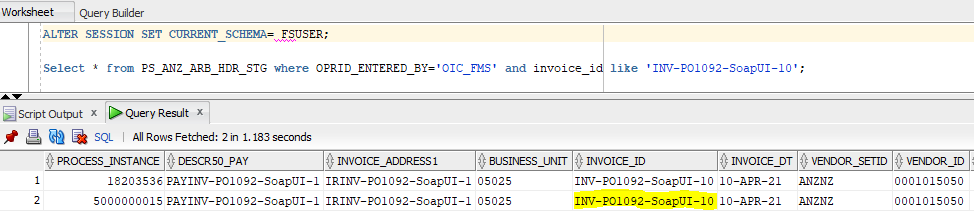 Worksheet Query Builder
ALTER SESSION SET CURRENT_SCHEMA= FSUSER;
Select * from PS_ANZ_ARB_HDR_STG where OPRID_ENTERED_BY='OIC_FMS' and invoice_id like 'INV-PO1092-SoapUI-10';
Script Output x Query Result x
SQL | All Rows Fetched: 2 in 1.183 seconds
PROCESS_INSTANCE DESCR50_PAY INVOICE_ADDRESS1 BUSINESS_UNIT INVOICE_ID INVOICE_DT VENDOR_SETID VENDOR_ID
1 18203536 PAYINV-PO1092-SoapUI-1 IRINV-PO1092-SoapUI-1 05025 INV-PO1092-SoapUI-10 10-APR-21 ANZNZ 0001015050
2 5000000015 PAYINV-PO1092-SoapUI-1 IRINV-PO1092-SoapUI-1 05025 INV-PO1092-SoapUI-10 10-APR-21 ANZNZ 0001015050